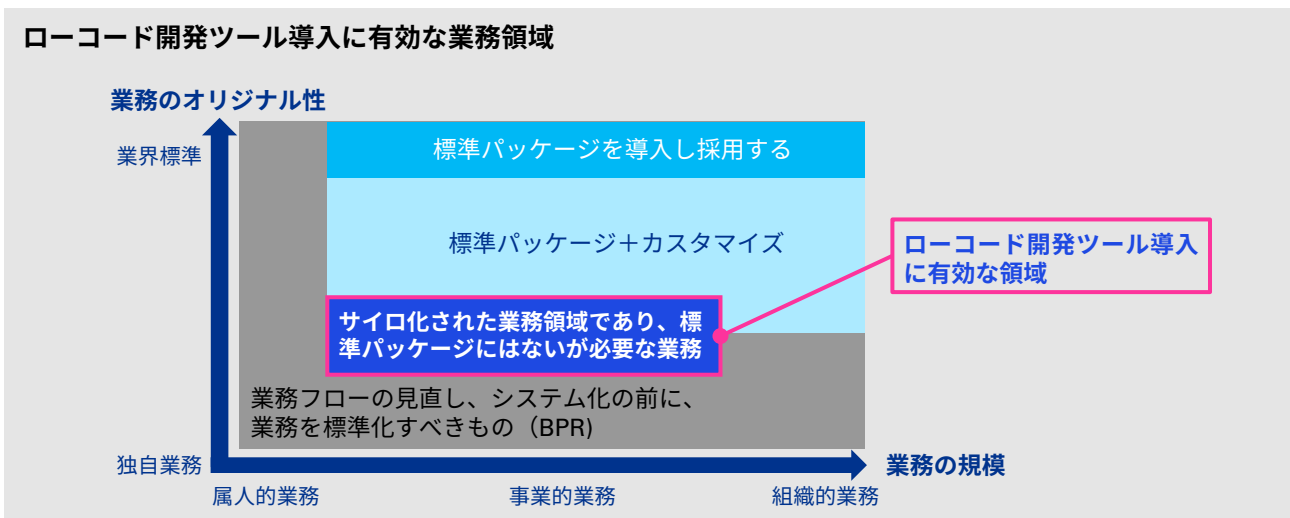 ローコード開発ツール導入に有効な業務領域
業務のオリジナル性
業界標準
標準パッケージを導入し採用する
標準パッケージ＋カスタマイズ
ローコード開発ツール導入
に有効な領域
サイロ化された業務領域であり、標
準パッケージにはないが必要な業務
業務フローの見直し、システム化の前に、
業務を標準化すべきもの（BPR)
独自業務
業務の規模
属人的業務
事業的業務
組織的業務